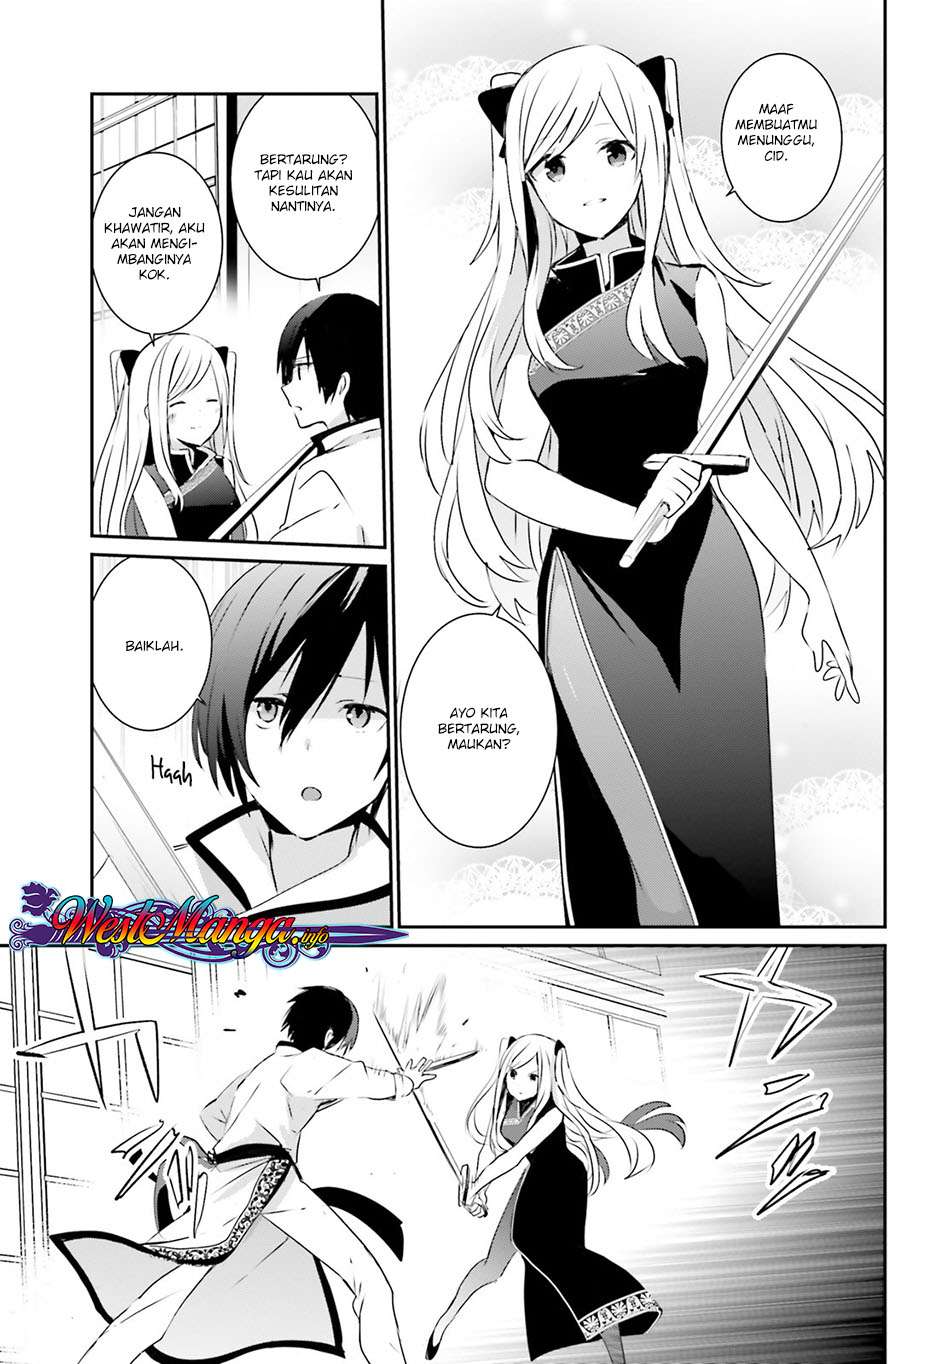 MAAF
MEMBUATMU
MENUNGGU,
CID.
AYO KITA
BERTARUNG,
MAUKAN?
BERTARUNG?
TAPI KAU AKAN
KESULITAN
NANTINYA.
JANGAN
KHAWATIR, AKU
AKAN MENGI-
MBANGINYA
KOK.
BAIKLAH.
Haah
WestManga.info